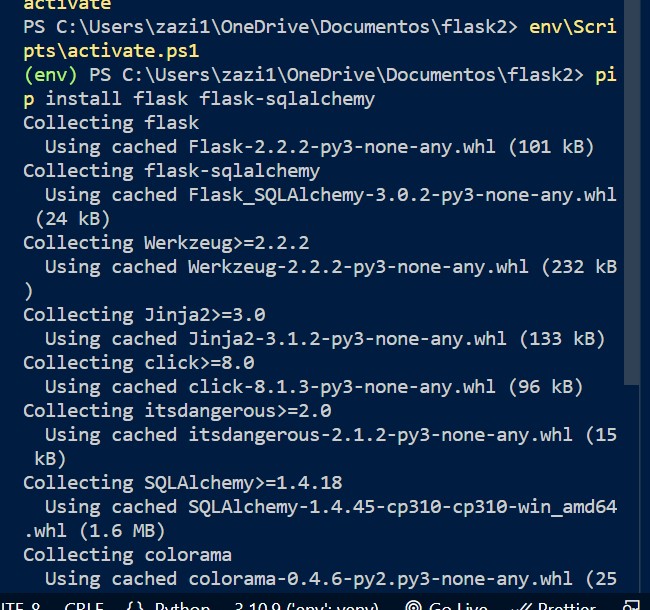 activate
PS C:\Users\zazi1\OneDrive\Documentos\flask2> env\Scri
pts\activate.ps1
(env) PS C:\Users\zazi1\OneDrive\Documentos\flask2> pi
p install flask flask-sqlalchemy
Collecting flask
  Using cached Flask-2.2.2-py3-none-any.whl (101 kB)
Collecting flask-sqlalchemy
  Using cached Flask_SQLAlchemy-3.0.2-py3-none-any.whl
 (24 kB)
Collecting Werkzeug>=2.2.2
  Using cached Werkzeug-2.2.2-py3-none-any.whl (232 kB
)
Collecting Jinja2>=3.0
  Using cached Jinja2-3.1.2-py3-none-any.whl (133 kB)
Collecting click>=8.0
  Using cached click-8.1.3-py3-none-any.whl (96 kB)
Collecting itsdangerous>=2.0
  Using cached itsdangerous-2.1.2-py3-none-any.whl (15
 kB)
Collecting SQLAlchemy>=1.4.18
  Using cached SQLAlchemy-1.4.45-cp310-cp310-win_amd64
.whl (1.6 MB)
Collecting colorama
  Using cached colorama-0.4.6-py2.py3-none-any.whl (25
UTF-8 CRLF {} Python 3.10.9 ('env': venv) Go Live Prettier